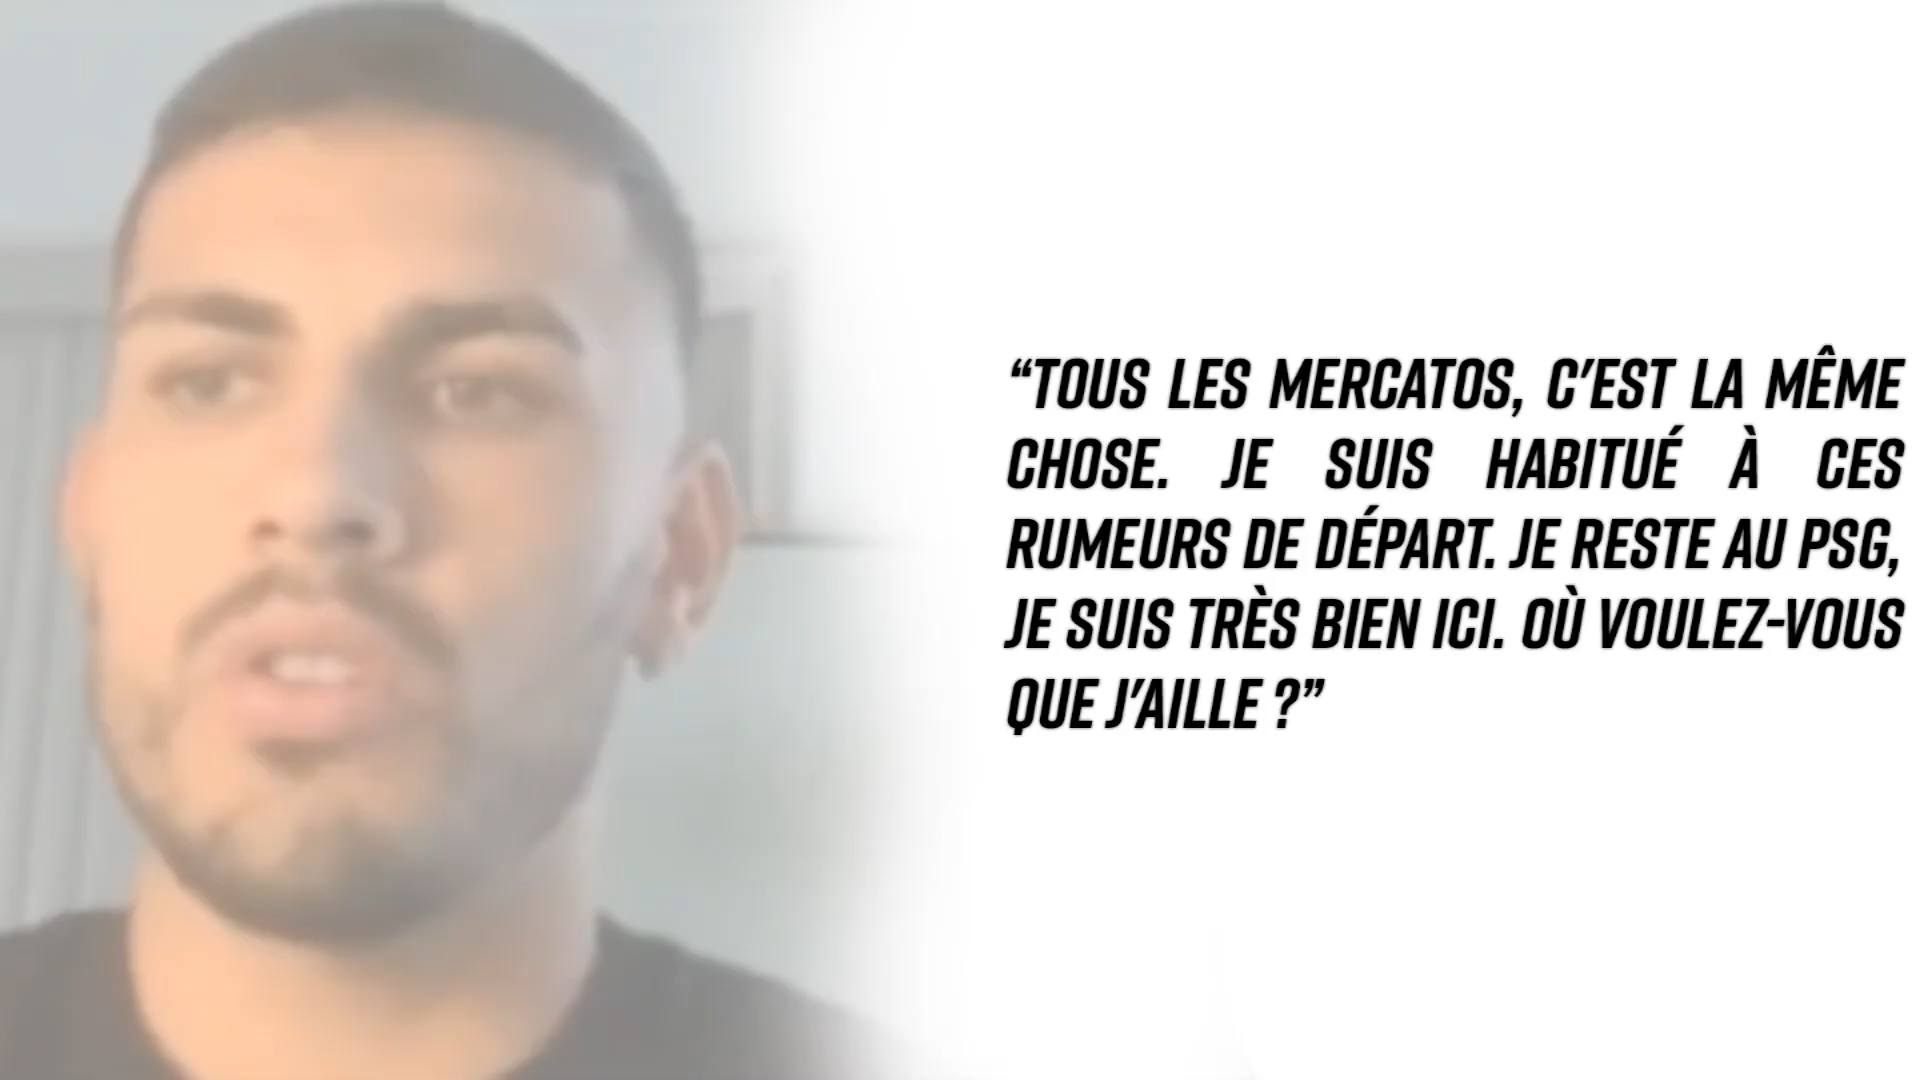 “TOUS LES MERCATOS, C'EST LA MÊME
CHOSE. JE SUIS HABITUÉ À CES
RUMEURS DE DÉPART. JE RESTE AU PSG,
JE SUIS TRÈS BIEN ICI. OÙ VOULEZ-VOUS
QUE J'AILLE ?”